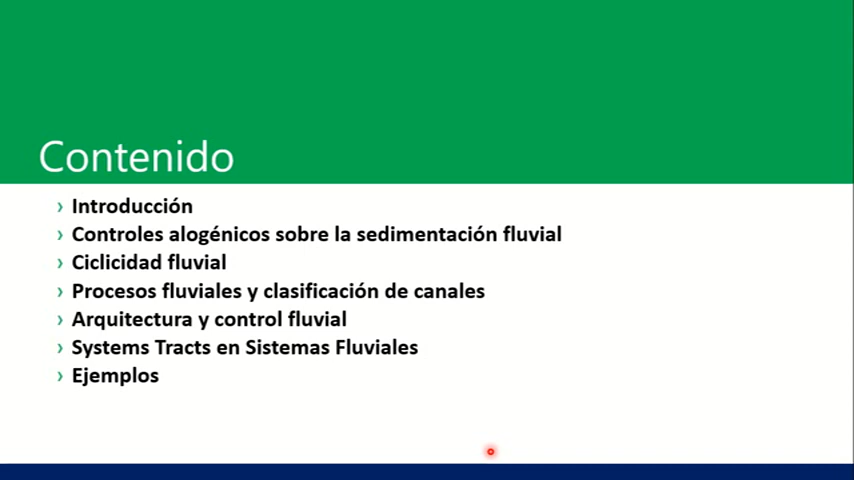 Contenido
› Introducción
› Controles alogénicos sobre la sedimentación fluvial
› Ciclicidad fluvial
› Procesos fluviales y clasificación de canales
› Arquitectura y control fluvial
› Systems Tracts en Sistemas Fluviales
› Ejemplos